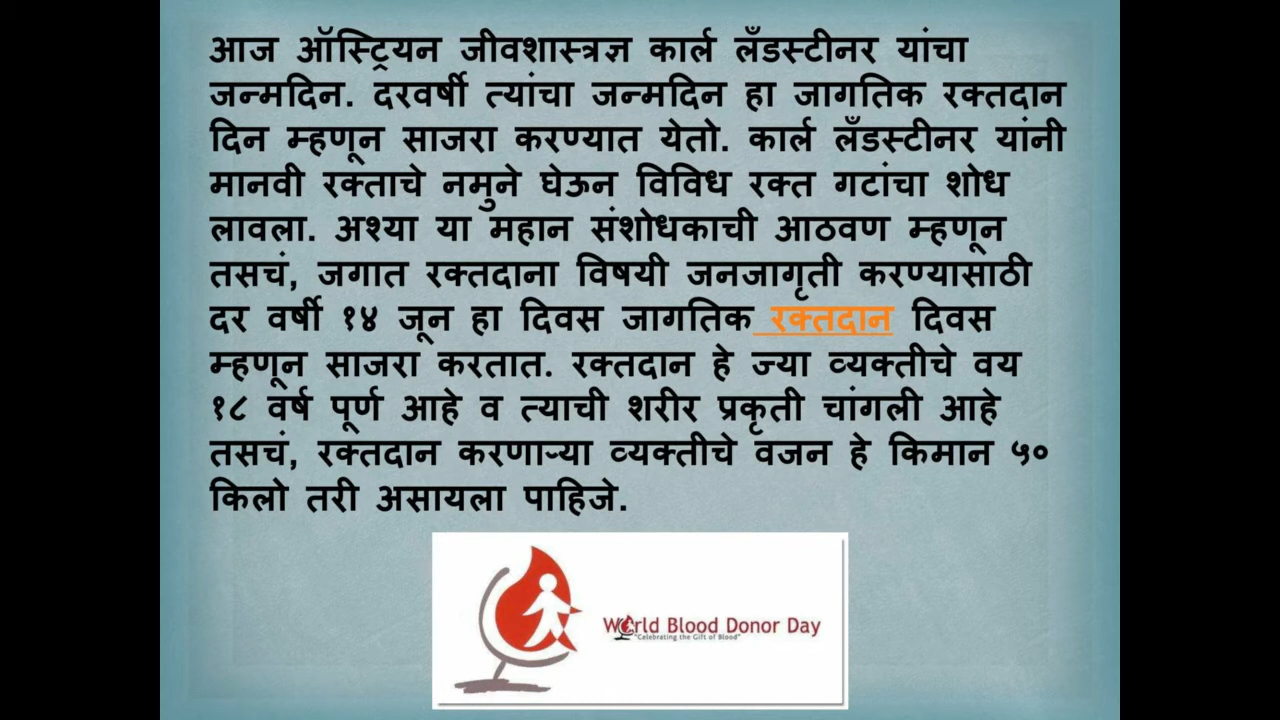 आज ऑस्ट्रियन जीवशास्त्रज्ञ कार्ल लँडस्टीनर यांचा
जन्मदिन. दरवर्षी त्यांचा जन्मदिन हा जागतिक रक्तदान
दिन म्हणून साजरा करण्यात येतो. कार्ल लँडस्टीनर यांनी
मानवी रक्ताचे नमुने घेऊन विविध रक्त गटांचा शोध
लावला. अश्या या महान संशोधकाची आठवण म्हणून
तसचं, जगात रक्तदाना विषयी जनजागृती करण्यासाठी
दर वर्षी १४ जून हा दिवस जागतिक रक्तदान दिवस
म्हणून साजरा करतात. रक्तदान हे ज्या व्यक्तीचे वय
१८ वर्ष पूर्ण आहे व त्याची शरीर प्रकृती चांगली आहे
तसचं, रक्तदान करणाऱ्या व्यक्तीचे वजन हे किमान ५०
किलो तरी असायला पाहिजे.
World Blood Donor Day
"Celebrating the Gift of Blood"